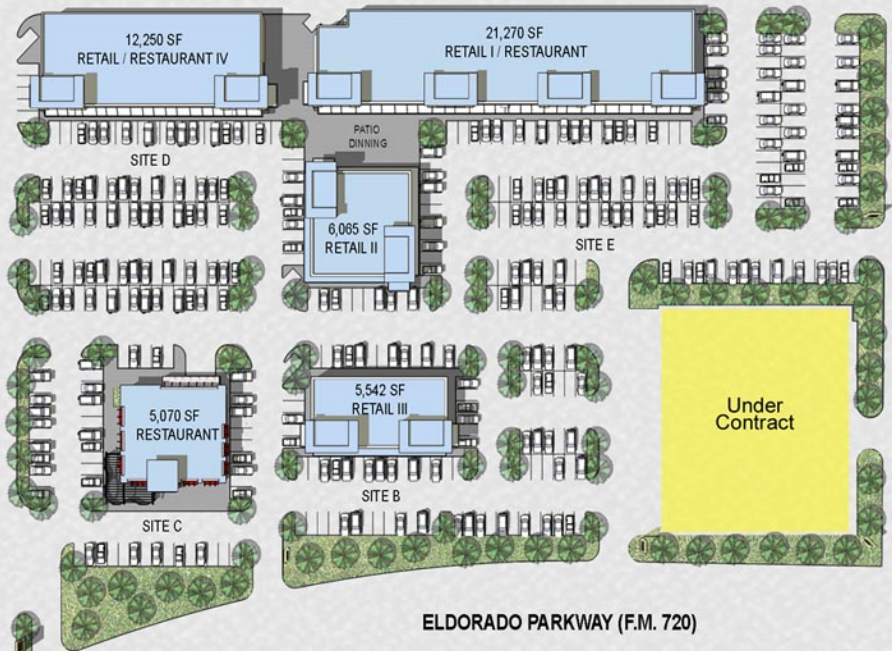 12,250 SF
RETAIL / RESTAURANT IV
21,270 SF
RETAIL I / RESTAURANT
PATIO
DINNING
SITE D
6,065 SF
RETAIL II
SITE E
5,070 SF
RESTAURANT
5,542 SF
RETAIL III
Under
Contract
SITE B
SITE C
ELDORADO PARKWAY (F.M. 720)